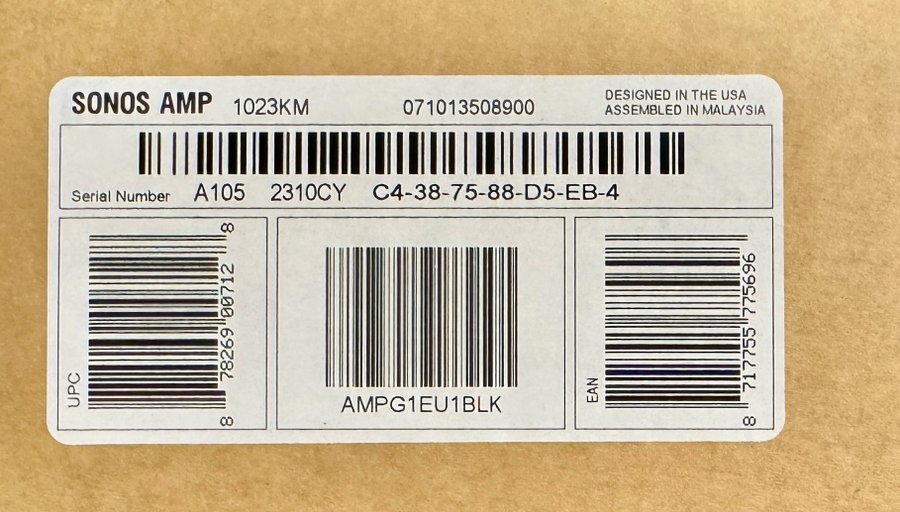 SONOS AMP 1023KM 071013508900
DESIGNED IN THE USA
ASSEMBLED IN MALAYSIA
Serial Number A105 2310CY C4-38-75-88-D5-EB-4
UPC
8 78269 00712 8
AMPG1EU1BLK
EAN
8 717755 775696